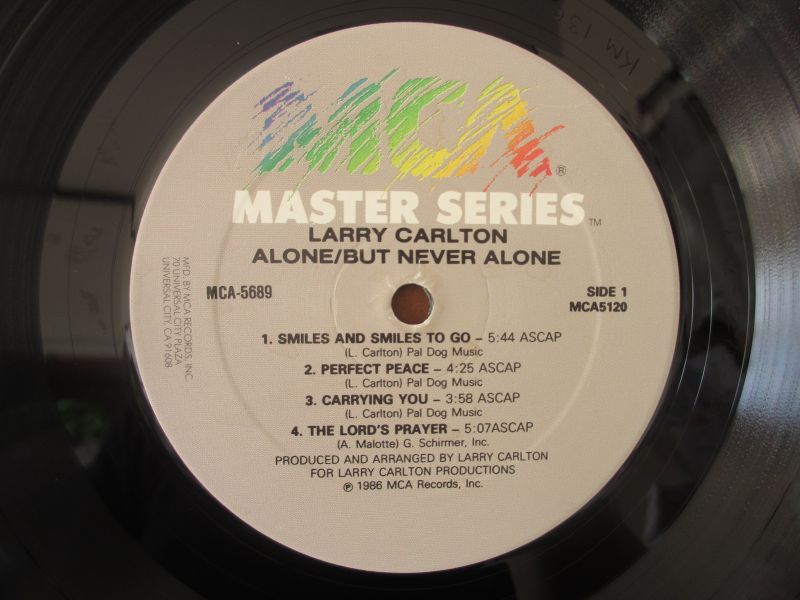 MCA®
MASTER SERIES™
LARRY CARLTON
ALONE/BUT NEVER ALONE
MCA-5689
SIDE 1
MCA5120
1. SMILES AND SMILES TO GO – 5:44 ASCAP
(L. Carlton) Pal Dog Music
2. PERFECT PEACE – 4:25 ASCAP
(L. Carlton) Pal Dog Music
3. CARRYING YOU – 3:58 ASCAP
(L. Carlton) Pal Dog Music
4. THE LORD'S PRAYER – 5:07ASCAP
(A. Malotte) G. Schirmer, Inc.
PRODUCED AND ARRANGED BY LARRY CARLTON
FOR LARRY CARLTON PRODUCTIONS
℗ 1986 MCA Records, Inc.
MFD. BY MCA RECORDS, INC.
70 UNIVERSAL CITY PLAZA
UNIVERSAL CITY, CA 91608
KM